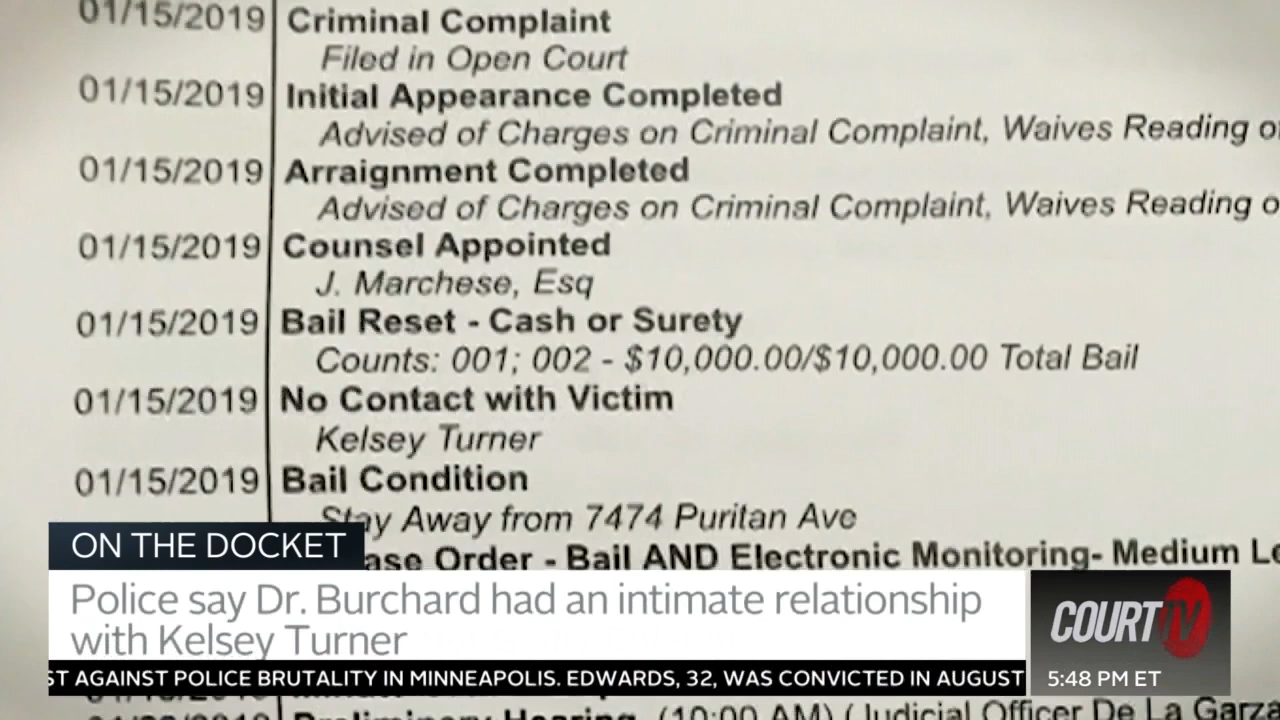 01/15/2019 Criminal Complaint
Filed in Open Court
01/15/2019 Initial Appearance Completed
Advised of Charges on Criminal Complaint, Waives Reading
01/15/2019 Arraignment Completed
Advised of Charges on Criminal Complaint, Waives Reading
01/15/2019 Counsel Appointed
J. Marchese, Esq
01/15/2019 Bail Reset - Cash or Surety
Counts: 001; 002 - $10,000.00/$10,000.00 Total Bail
01/15/2019 No Contact with Victim
Kelsey Turner
01/15/2019 Bail Condition
Stay Away from 7474 Puritan Ave
ase Order - Bail AND Electronic Monitoring- Medium
ON THE DOCKET
Police say Dr. Burchard had an intimate relationship
with Kelsey Turner
COURT TV
ST AGAINST POLICE BRUTALITY IN MINNEAPOLIS. EDWARDS, 32, WAS CONVICTED IN AUGUST
5:48 PM ET
Preliminary Hearing (10:00 AM) (Judicial Officer De La Garza